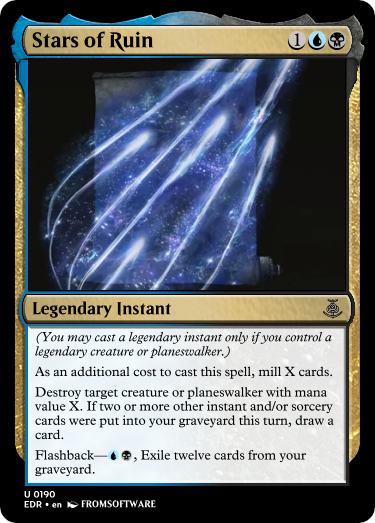 Stars of Ruin 1
Legendary Instant
(You may cast a legendary instant only if you control a
legendary creature or planeswalker.)
As an additional cost to cast this spell, mill X cards.
Destroy target creature or planeswalker with mana
value X. If two or more other instant and/or sorcery
cards were put into your graveyard this turn, draw a
card.
Flashback—, Exile twelve cards from your
graveyard.
U 0190
EDR • en FROMSOFTWARE